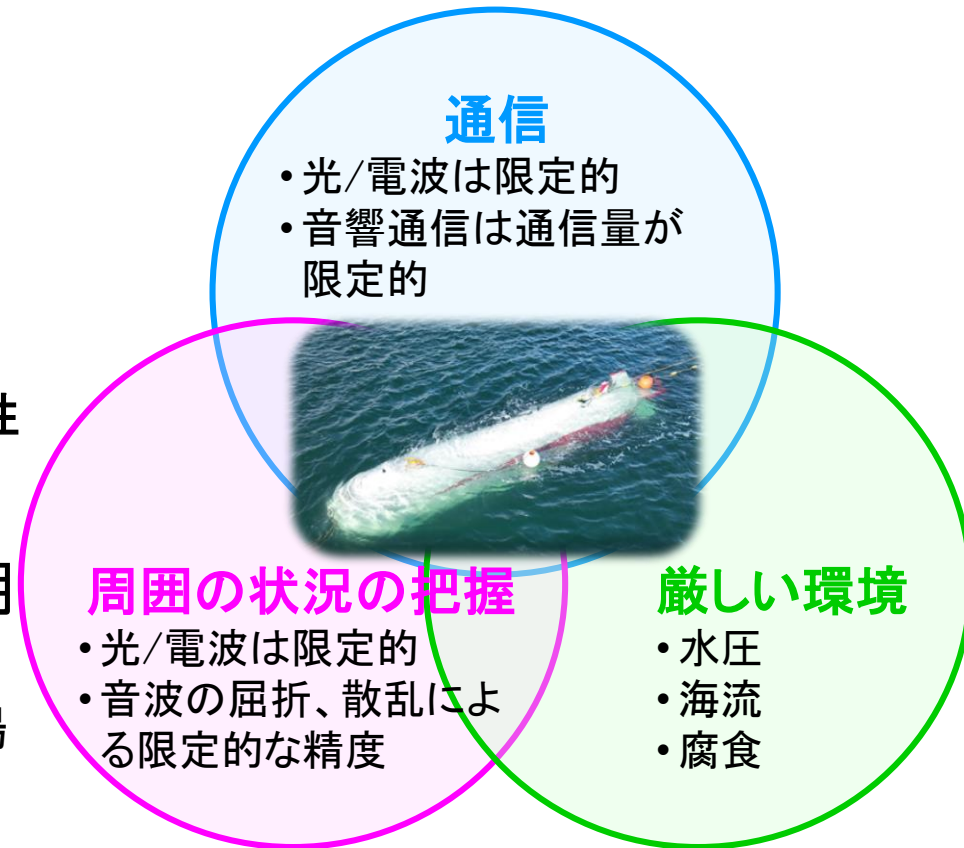 通信
・光/電波は限定的
・音響通信は通信量が
限定的
性
周囲の状況の把握
・光/電波は限定的
・音波の屈折、散乱によ
る限定的な精度
厳しい環境
・水圧
・海流
・腐食